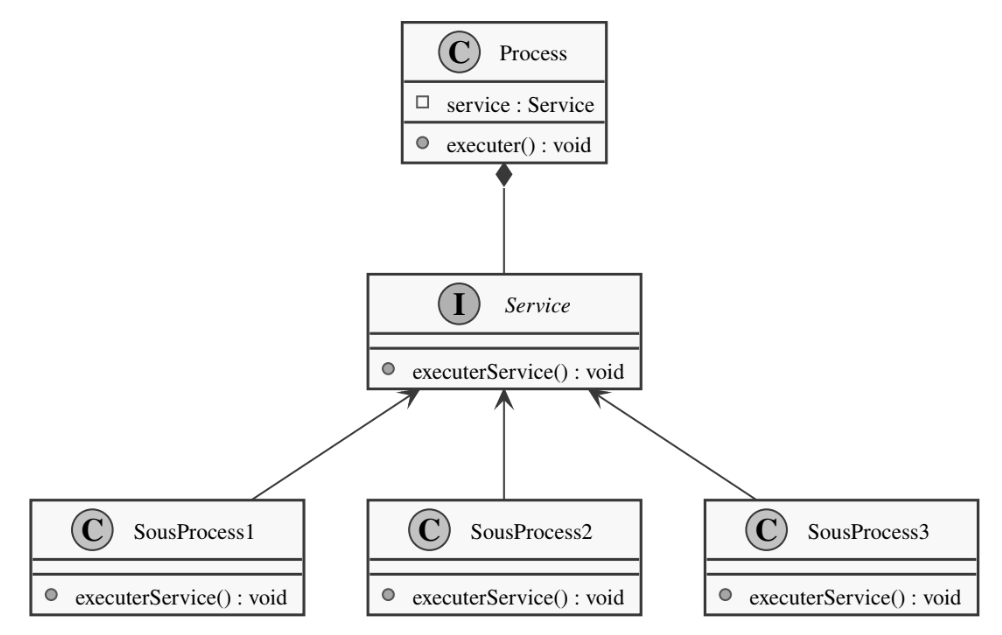 C Process
service : Service
executer() : void
I Service
executerService() : void
C SousProcess1
executerService() : void
C SousProcess2
executerService() : void
C SousProcess3
executerService() : void